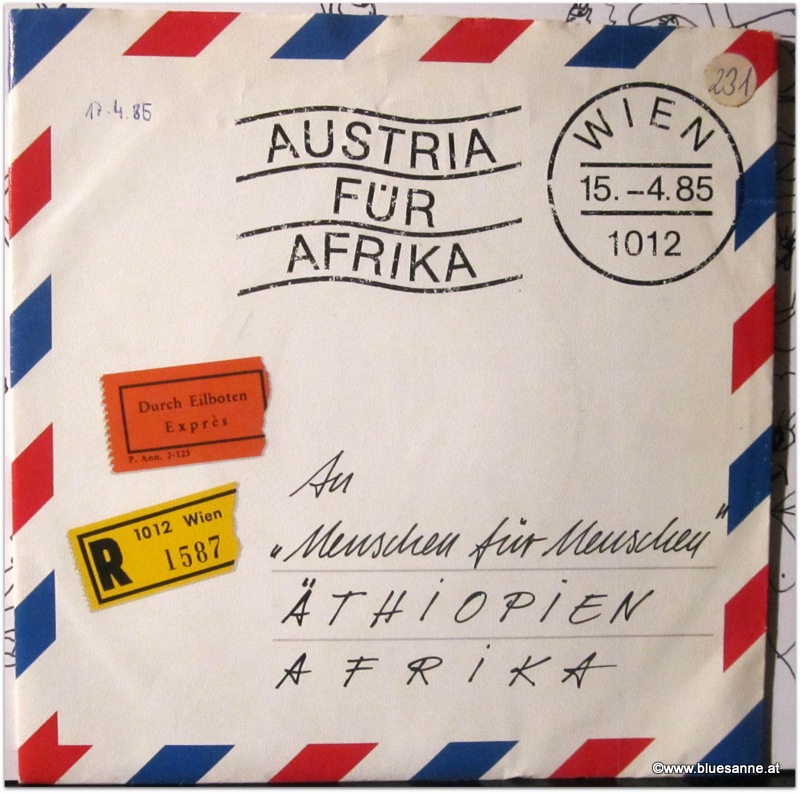 17.4.85
231
AUSTRIA
FÜR
AFRIKA
WIEN
15.-4.85
1012
Durch Eilboten
Exprès
P. Ann. 2-123
1012 Wien
R 1587
An
„Menschen für Menschen"
ÄTHIOPIEN
AFRIKA
©www.bluesanne.at